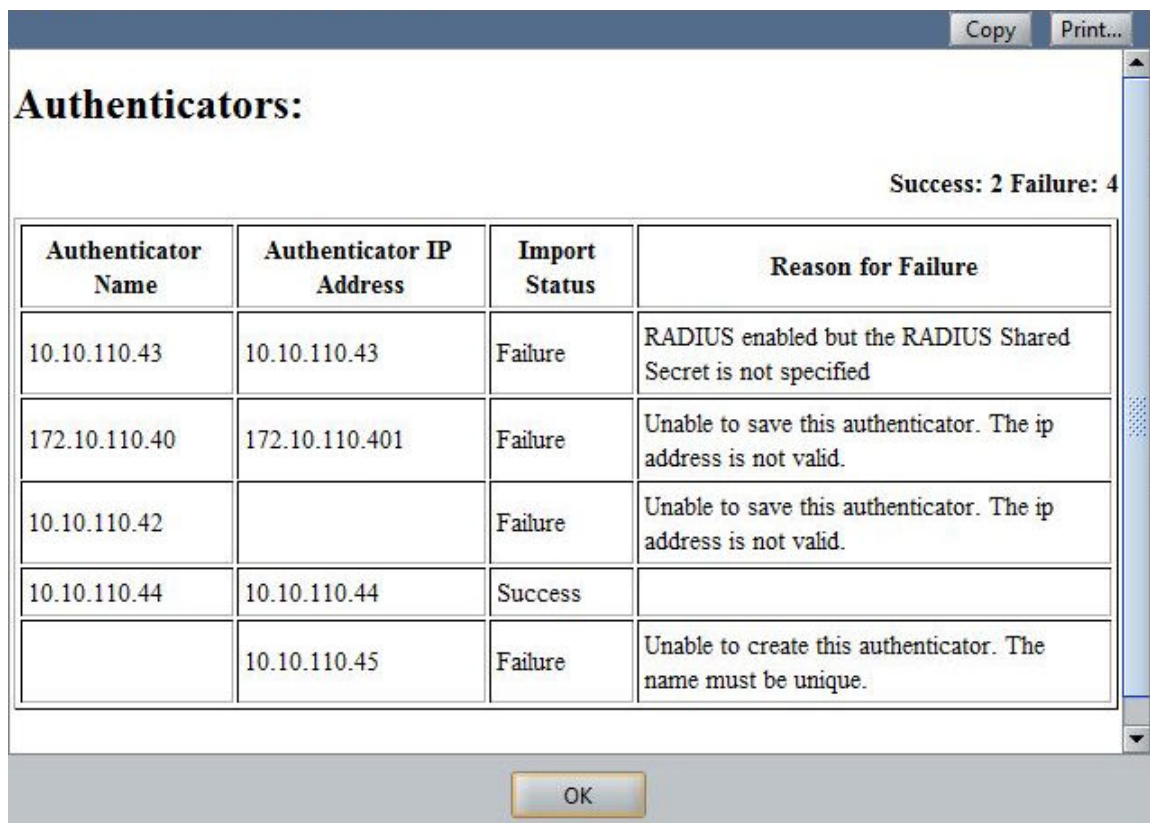 Copy Print...
Authenticators:
Success: 2 Failure: 4
Authenticator Name Authenticator IP Address Import Status Reason for Failure
10.10.110.43 10.10.110.43 Failure RADIUS enabled but the RADIUS Shared
Secret is not specified
172.10.110.40 172.10.110.401 Failure Unable to save this authenticator. The ip
address is not valid.
10.10.110.42 Failure Unable to save this authenticator. The ip
address is not valid.
10.10.110.44 10.10.110.44 Success
10.10.110.45 Failure Unable to create this authenticator. The
name must be unique.
OK